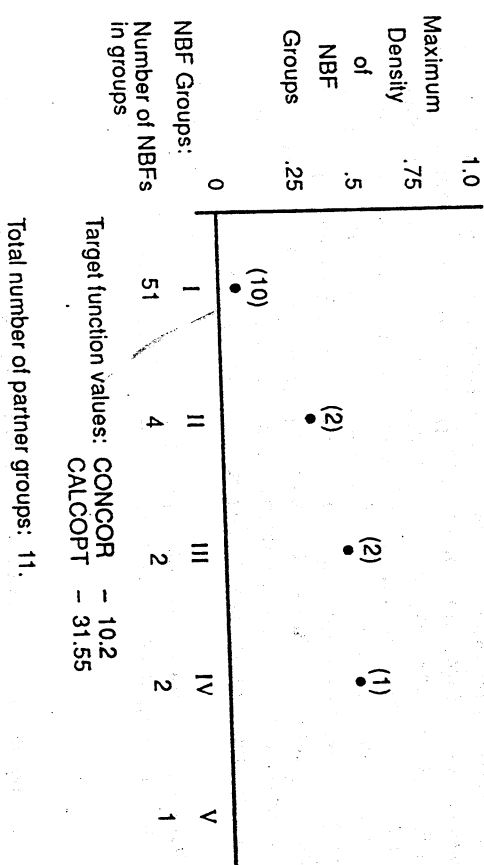 Maximum
Density
of
NBF
Groups
1.0
.75
.5
.25
0
(10)
(2)
(2)
(1)
NBF Groups: I II III IV V
Number of NBFs 51 4 2 2 1
in groups
Target function values: CONCOR – 10.2
CALCOPT – 31.55
Total number of partner groups: 11.